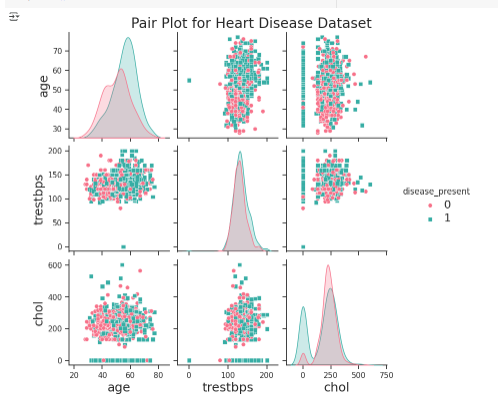 Pair Plot for Heart Disease Dataset
age
70
60
50
40
30
trestbps
200
150
100
50
0
chol
600
400
200
0
20 40 60 80
0 100 200
0 250 500 750
age trestbps chol
disease_present
0
1